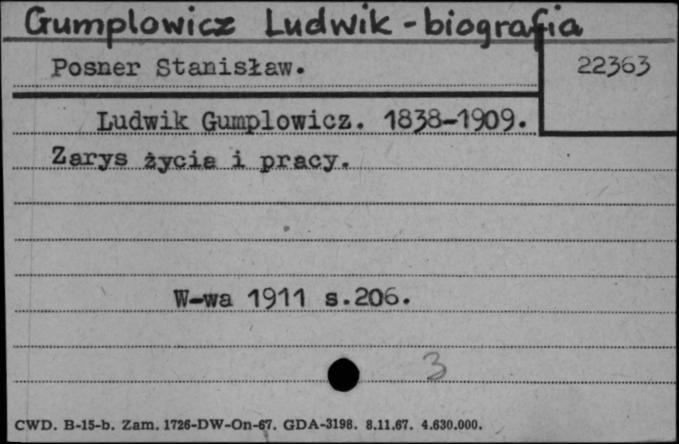 Gumplowicz Ludwik - biografia
Posner Stanisław.
22363
Ludwik Gumplowicz. 1838-1909.
Zarys życia i pracy.
W-wa 1911 s.206.
3
CWD. B-15-b. Zam. 1726-DW-On-67. GDA-3198. 8.11.67. 4.630.000.